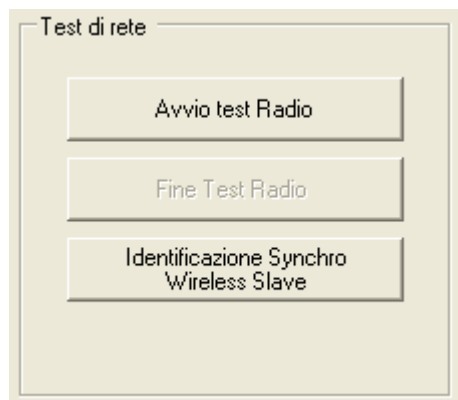 Test di rete
Avvio test Radio
Fine Test Radio
Identificazione Synchro
Wireless Slave